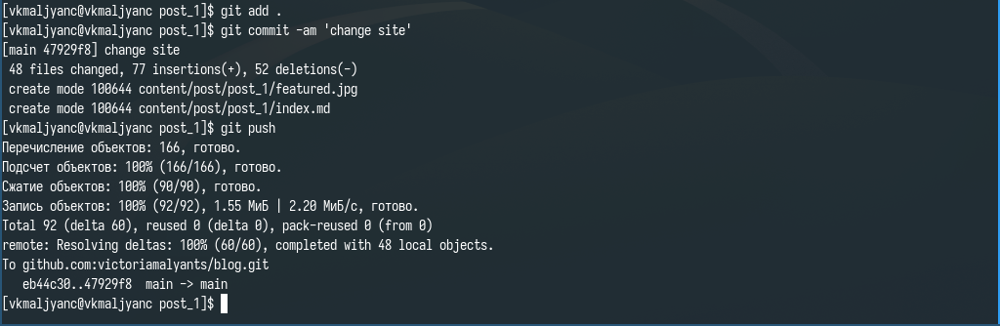 [vkmaljyanc@vkmaljyanc post_1]$ git add .
[vkmaljyanc@vkmaljyanc post_1]$ git commit -am 'change site'
[main 47929f8] change site
 48 files changed, 77 insertions(+), 52 deletions(-)
 create mode 100644 content/post/post_1/featured.jpg
 create mode 100644 content/post/post_1/index.md
[vkmaljyanc@vkmaljyanc post_1]$ git push
Перечисление объектов: 166, готово.
Подсчет объектов: 100% (166/166), готово.
Сжатие объектов: 100% (90/90), готово.
Запись объектов: 100% (92/92), 1.55 МиБ | 2.20 МиБ/с, готово.
Total 92 (delta 60), reused 0 (delta 0), pack-reused 0 (from 0)
remote: Resolving deltas: 100% (60/60), completed with 48 local objects.
To github.com:victoriamalyants/blog.git
   eb44c30..47929f8  main -> main
[vkmaljyanc@vkmaljyanc post_1]$